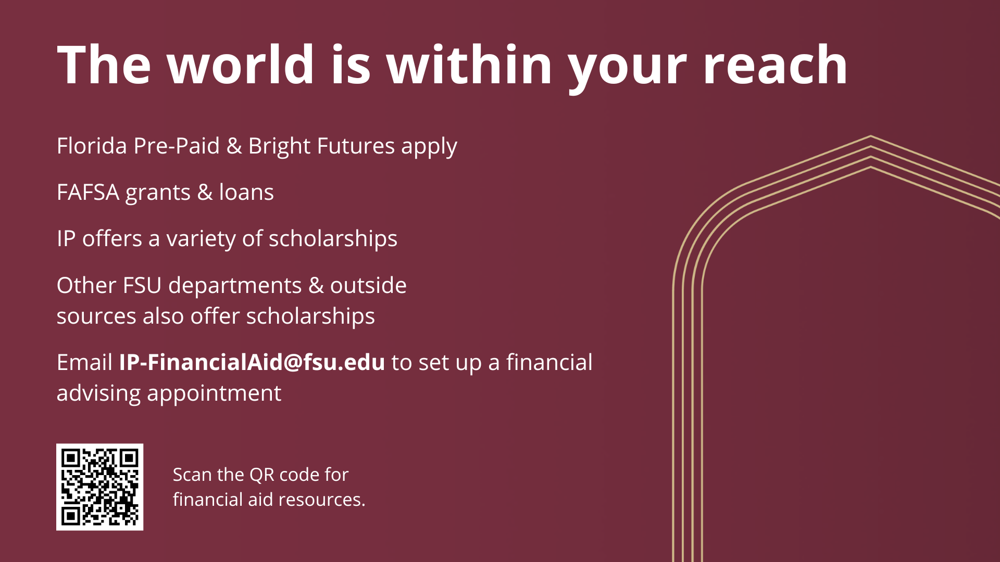 The world is within your reach
Florida Pre-Paid & Bright Futures apply
FAFSA grants & loans
IP offers a variety of scholarships
Other FSU departments & outside
sources also offer scholarships
Email IP-FinancialAid@fsu.edu to set up a financial
advising appointment
Scan the QR code for
financial aid resources.